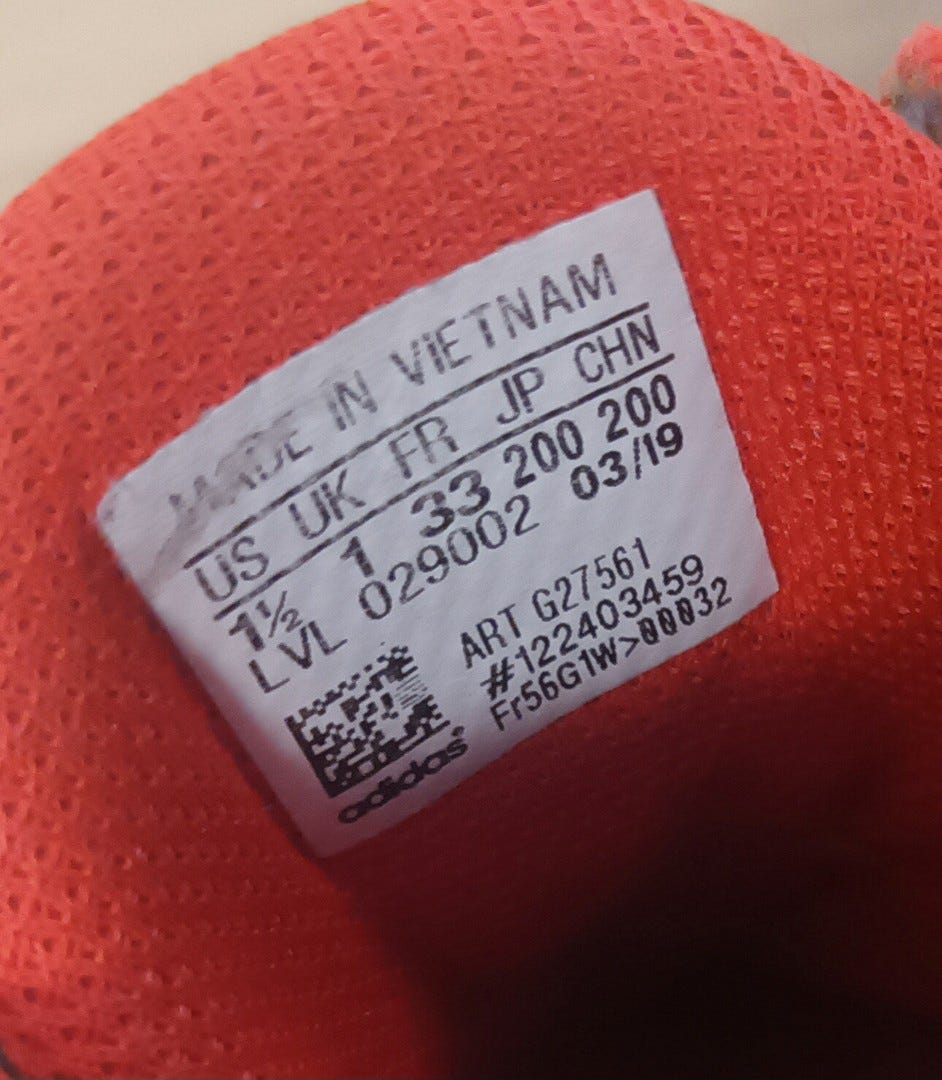 MADE IN VIETNAM
US UK FR JP CHN
1½ 1 33 200 200
LVL 029002 03/19
ART G27561
#122403459
Fr56G1W>00032
adidas